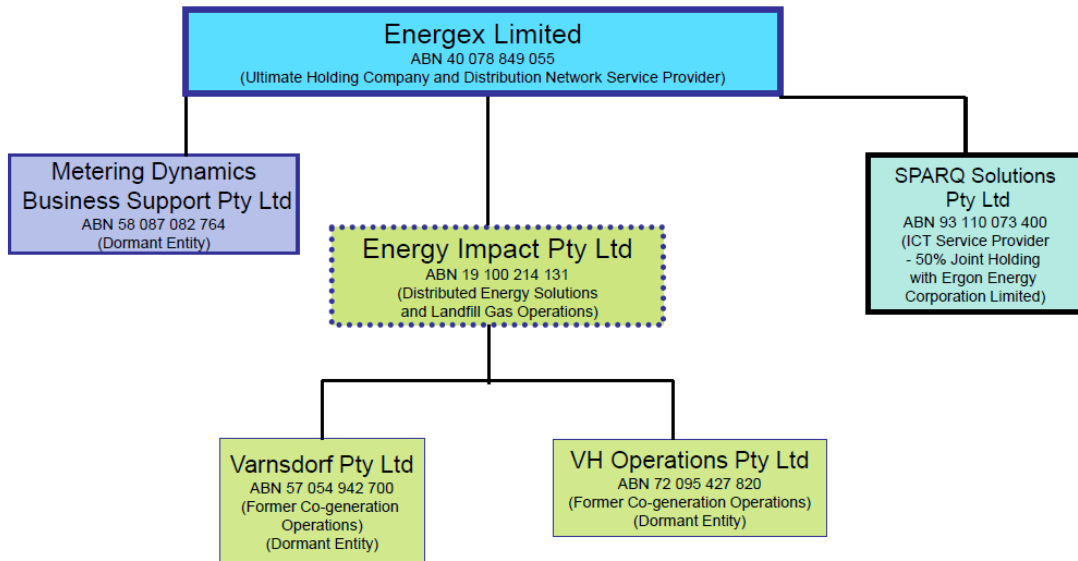 Energex Limited
ABN 40 078 849 055
(Ultimate Holding Company and Distribution Network Service Provider)
Metering Dynamics
Business Support Pty Ltd
ABN 58 087 082 764
(Dormant Entity)
SPARQ Solutions
Pty Ltd
ABN 93 110 073 400
(ICT Service Provider
- 50% Joint Holding
with Ergon Energy
Corporation Limited)
Energy Impact Pty Ltd
ABN 19 100 214 131
(Distributed Energy Solutions
and Landfill Gas Operations)
Varnsdorf Pty Ltd
ABN 57 054 942 700
(Former Co-generation
Operations)
(Dormant Entity)
VH Operations Pty Ltd
ABN 72 095 427 820
(Former Co-generation Operations)
(Dormant Entity)